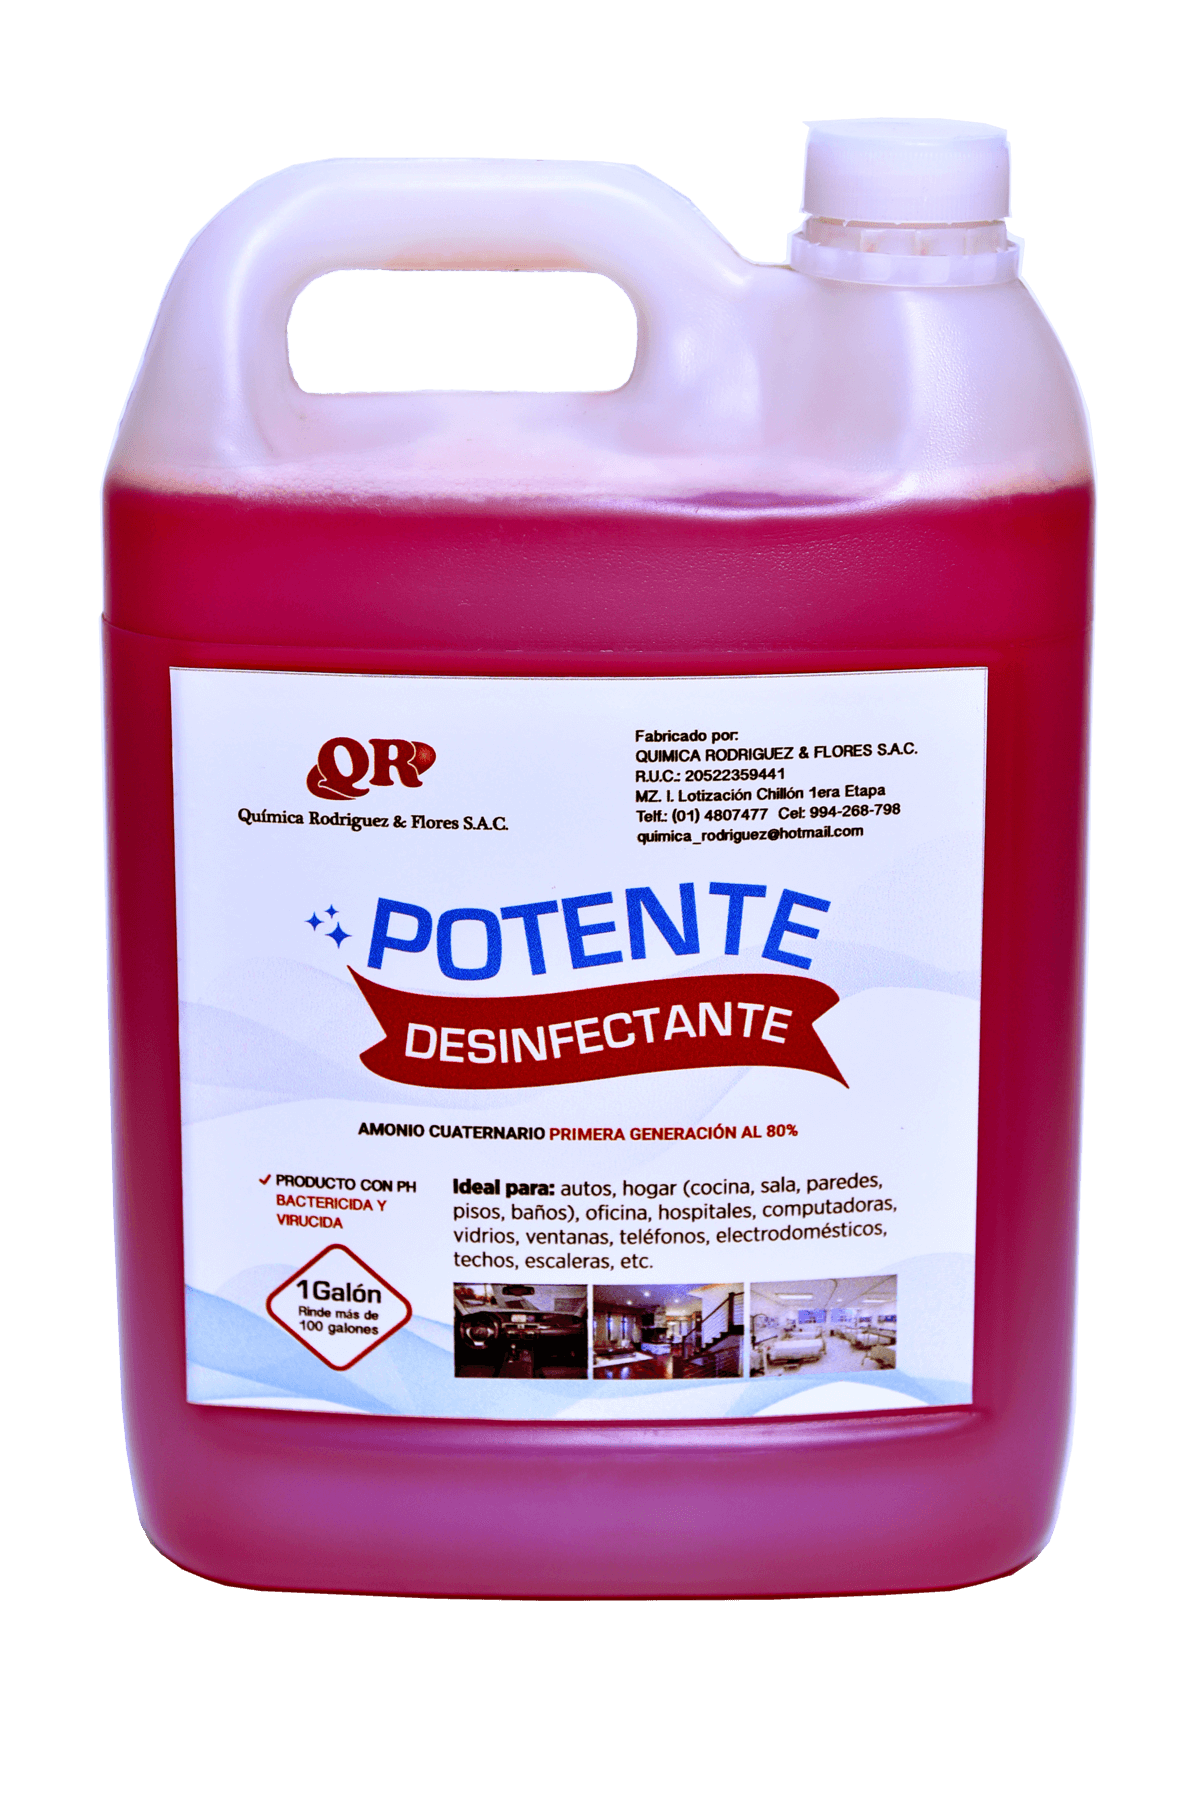 QR
Química Rodriguez & Flores S.A.C.
Fabricado por:
QUIMICA RODRIGUEZ & FLORES S.A.C.
R.U.C.: 20522359441
MZ. I. Lotización Chillón 1era Etapa
Telf.: (01) 4807477 Cel: 994-268-798
quimica_rodriguez@hotmail.com
POTENTE
DESINFECTANTE
AMONIO CUATERNARIO PRIMERA GENERACIÓN AL 80%
PRODUCTO CON PH
BACTERICIDA Y
VIRUCIDA
1Galón
Rinde más de
100 galones
Ideal para: autos, hogar (cocina, sala, paredes,
pisos, baños), oficina, hospitales, computadoras,
vidrios, ventanas, teléfonos, electrodomésticos,
techos, escaleras, etc.